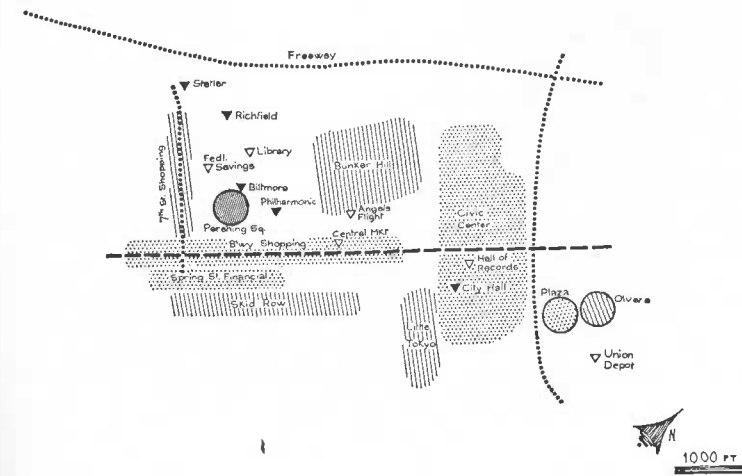 Freeway
Statler
Richfield
Library
Fedl.
Savings
Bunker Hill
7th St. Shopping
Biltmore
Philharmonic
Angels
Flight
Pershing Sq.
Civic
Center
Central Mkt
B'wy Shopping
Hall of
Records
Spring St. Financial
City Hall
Plaza
Olvera
Skid Row
Little
Tokyo
Union
Depot
N
1000 FT